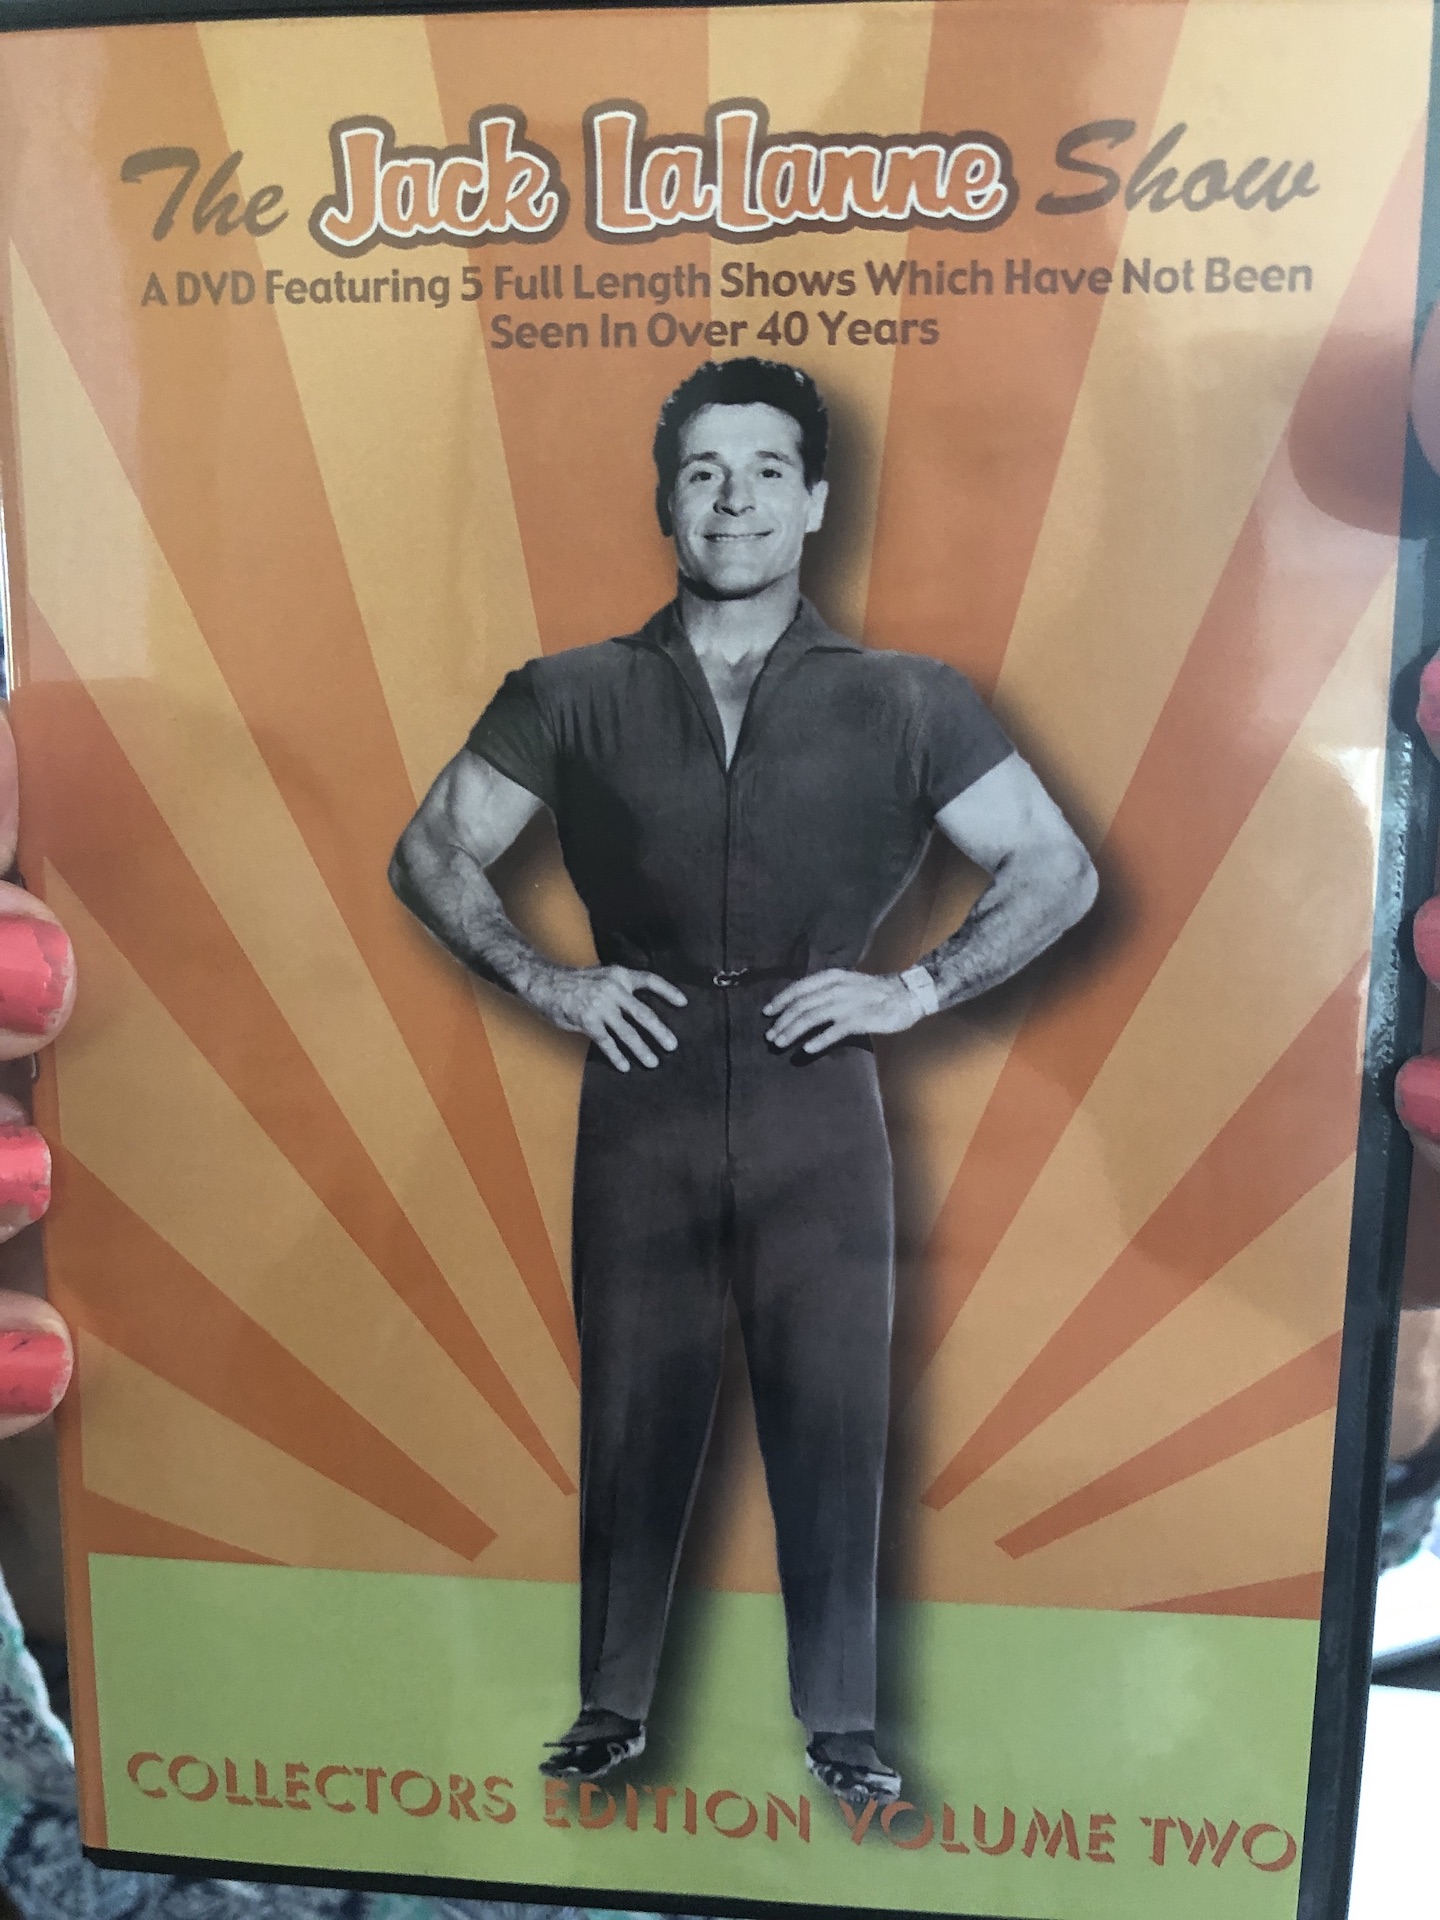 The Jack LaLanne Show
A DVD Featuring 5 Full Length Shows Which Have Not Been
Seen In Over 40 Years
COLLECTORS EDITION VOLUME TWO